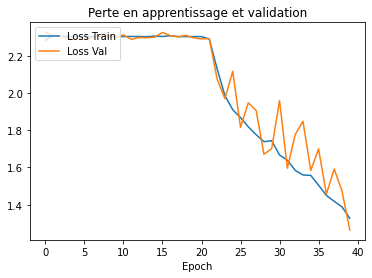 Perte en apprentissage et validation
Loss Train
Loss Val
2.2
2.0
1.8
1.6
1.4
0 5 10 15 20 25 30 35 40
Epoch